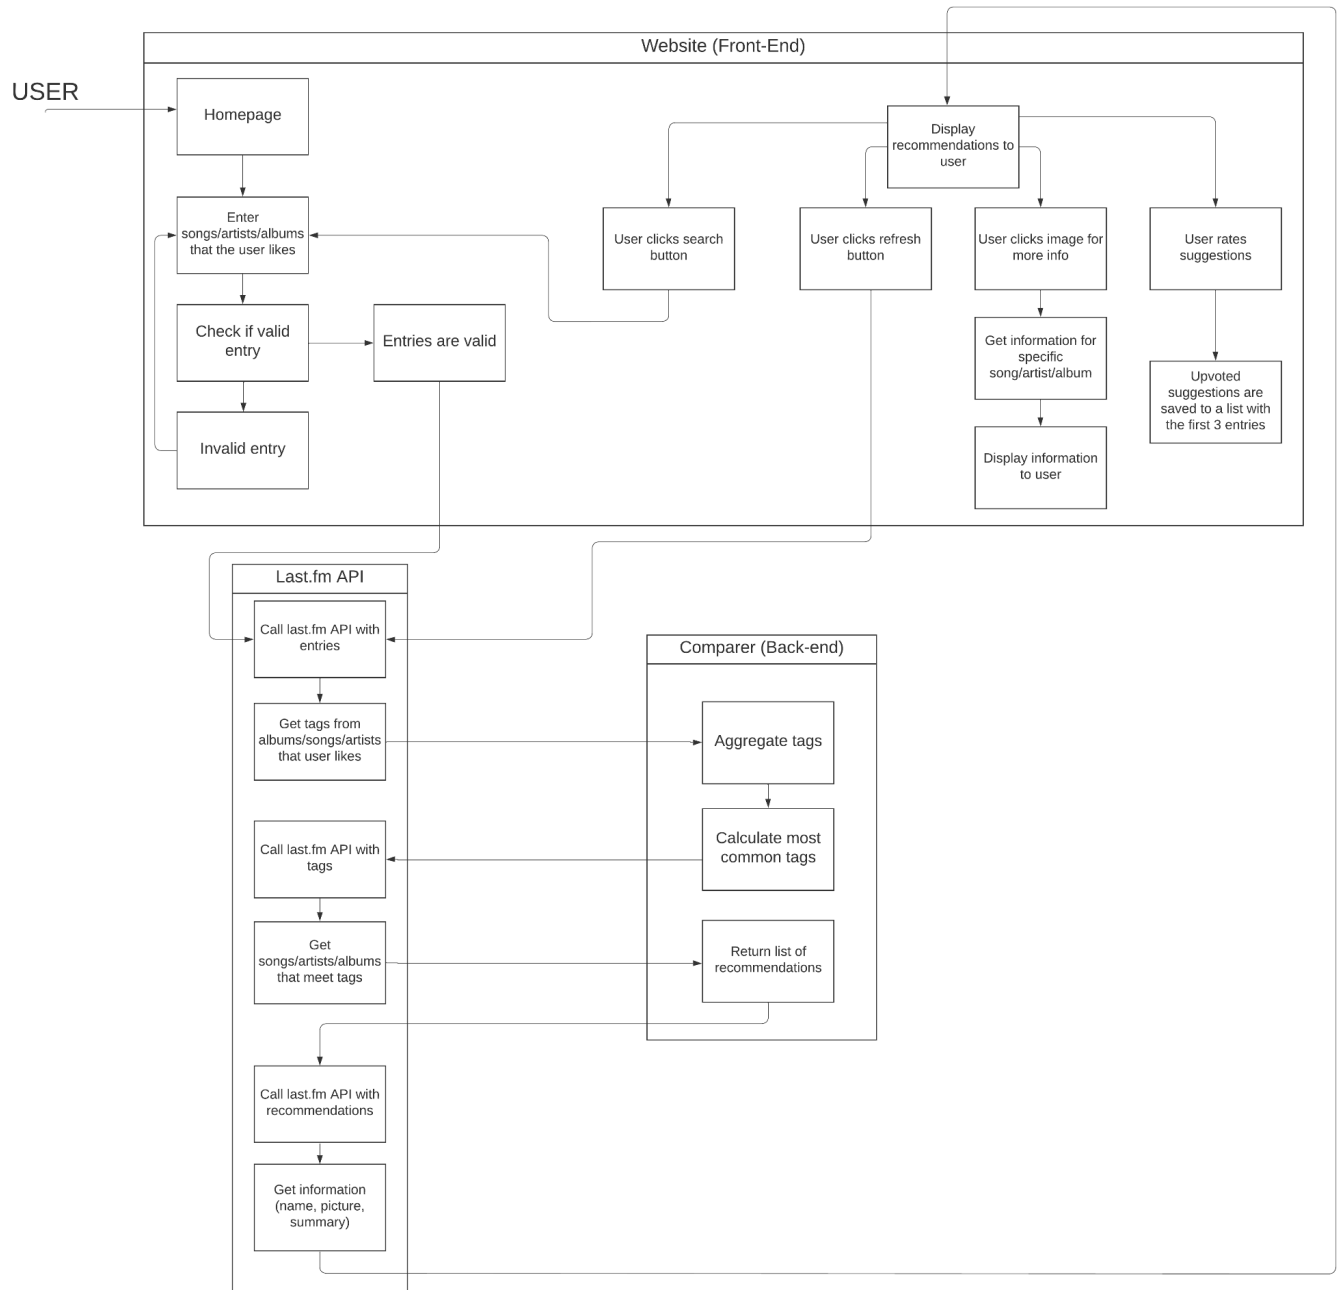 Website (Front-End)
USER
Homepage
Enter
songs/artists/albums
that the user likes
Check if valid
entry
Entries are valid
Invalid entry
Display
recommendations to
user
User clicks search
button
User clicks refresh
button
User clicks image for
more info
User rates
suggestions
Get information for
specific
song/artist/album
Upvoted
suggestions are
saved to a list with
the first 3 entries
Display information
to user
Last.fm API
Call last.fm API with
entries
Get tags from
albums/songs/artists
that user likes
Call last.fm API with
tags
Get
songs/artists/albums
that meet tags
Call last.fm API with
recommendations
Get information
(name, picture,
summary)
Comparer (Back-end)
Aggregate tags
Calculate most
common tags
Return list of
recommendations